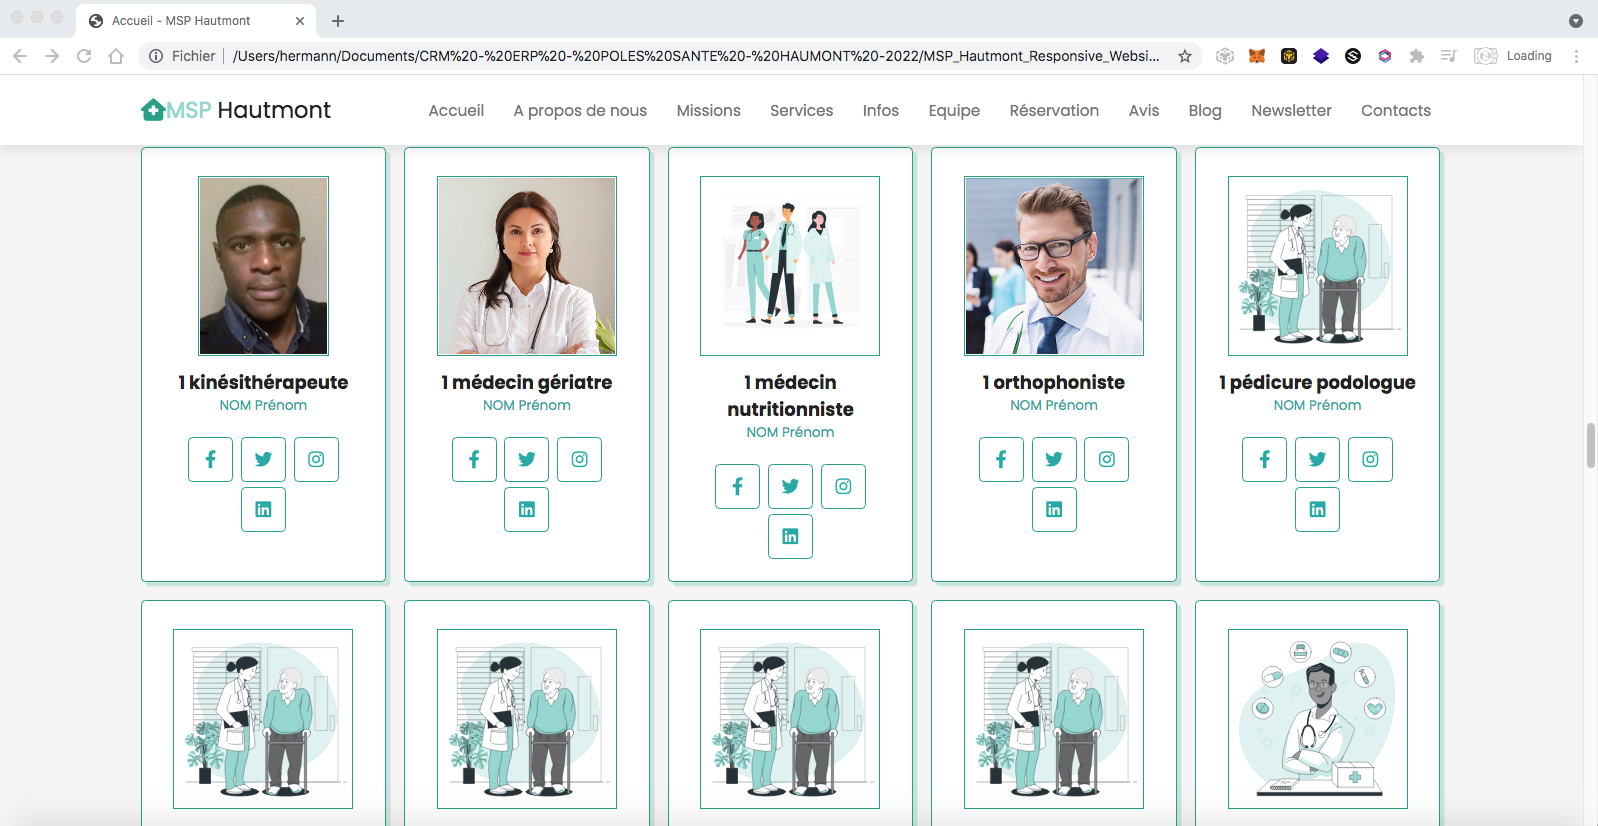 Accueil - MSP Hautmont
Fichier
/Users/hermann/Documents/CRM%20-%20ERP%20-%20POLES%20SANTE%20-%20HAUMONT%20-2022/MSP_Hautmont_Responsive_Websi...
Loading
MSP Hautmont
Accueil
A propos de nous
Missions
Services
Infos
Equipe
Réservation
Avis
Blog
Newsletter
Contacts
1 kinésithérapeute
NOM Prénom
1 médecin gériatre
NOM Prénom
1 médecin
nutritionniste
NOM Prénom
1 orthophoniste
NOM Prénom
1 pédicure podologue
NOM Prénom